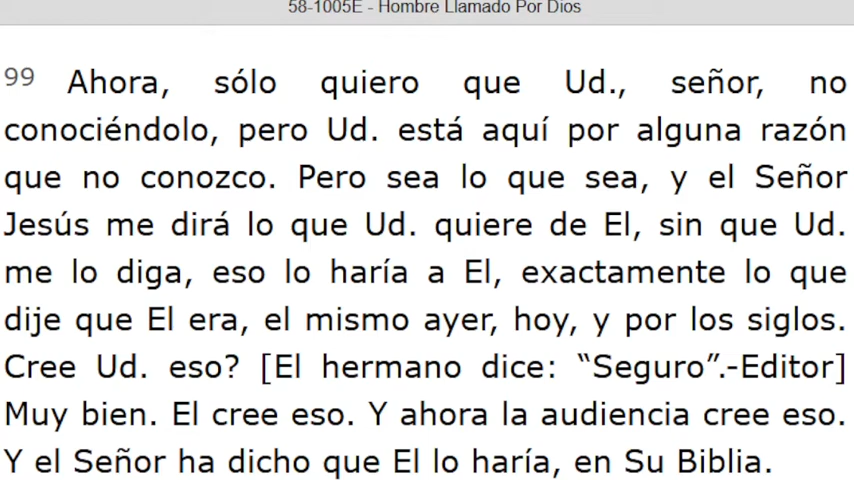 58-1005E - Hombre Llamado Por Dios
99 Ahora, sólo quiero que Ud., señor, no
conociéndolo, pero Ud. está aquí por alguna razón
que no conozco. Pero sea lo que sea, y el Señor
Jesús me dirá lo que Ud. quiere de El, sin que Ud.
me lo diga, eso lo haría a El, exactamente lo que
dije que El era, el mismo ayer, hoy, y por los siglos.
Cree Ud. eso? [El hermano dice: “Seguro”.-Editor]
Muy bien. El cree eso. Y ahora la audiencia cree eso.
Y el Señor ha dicho que El lo haría, en Su Biblia.